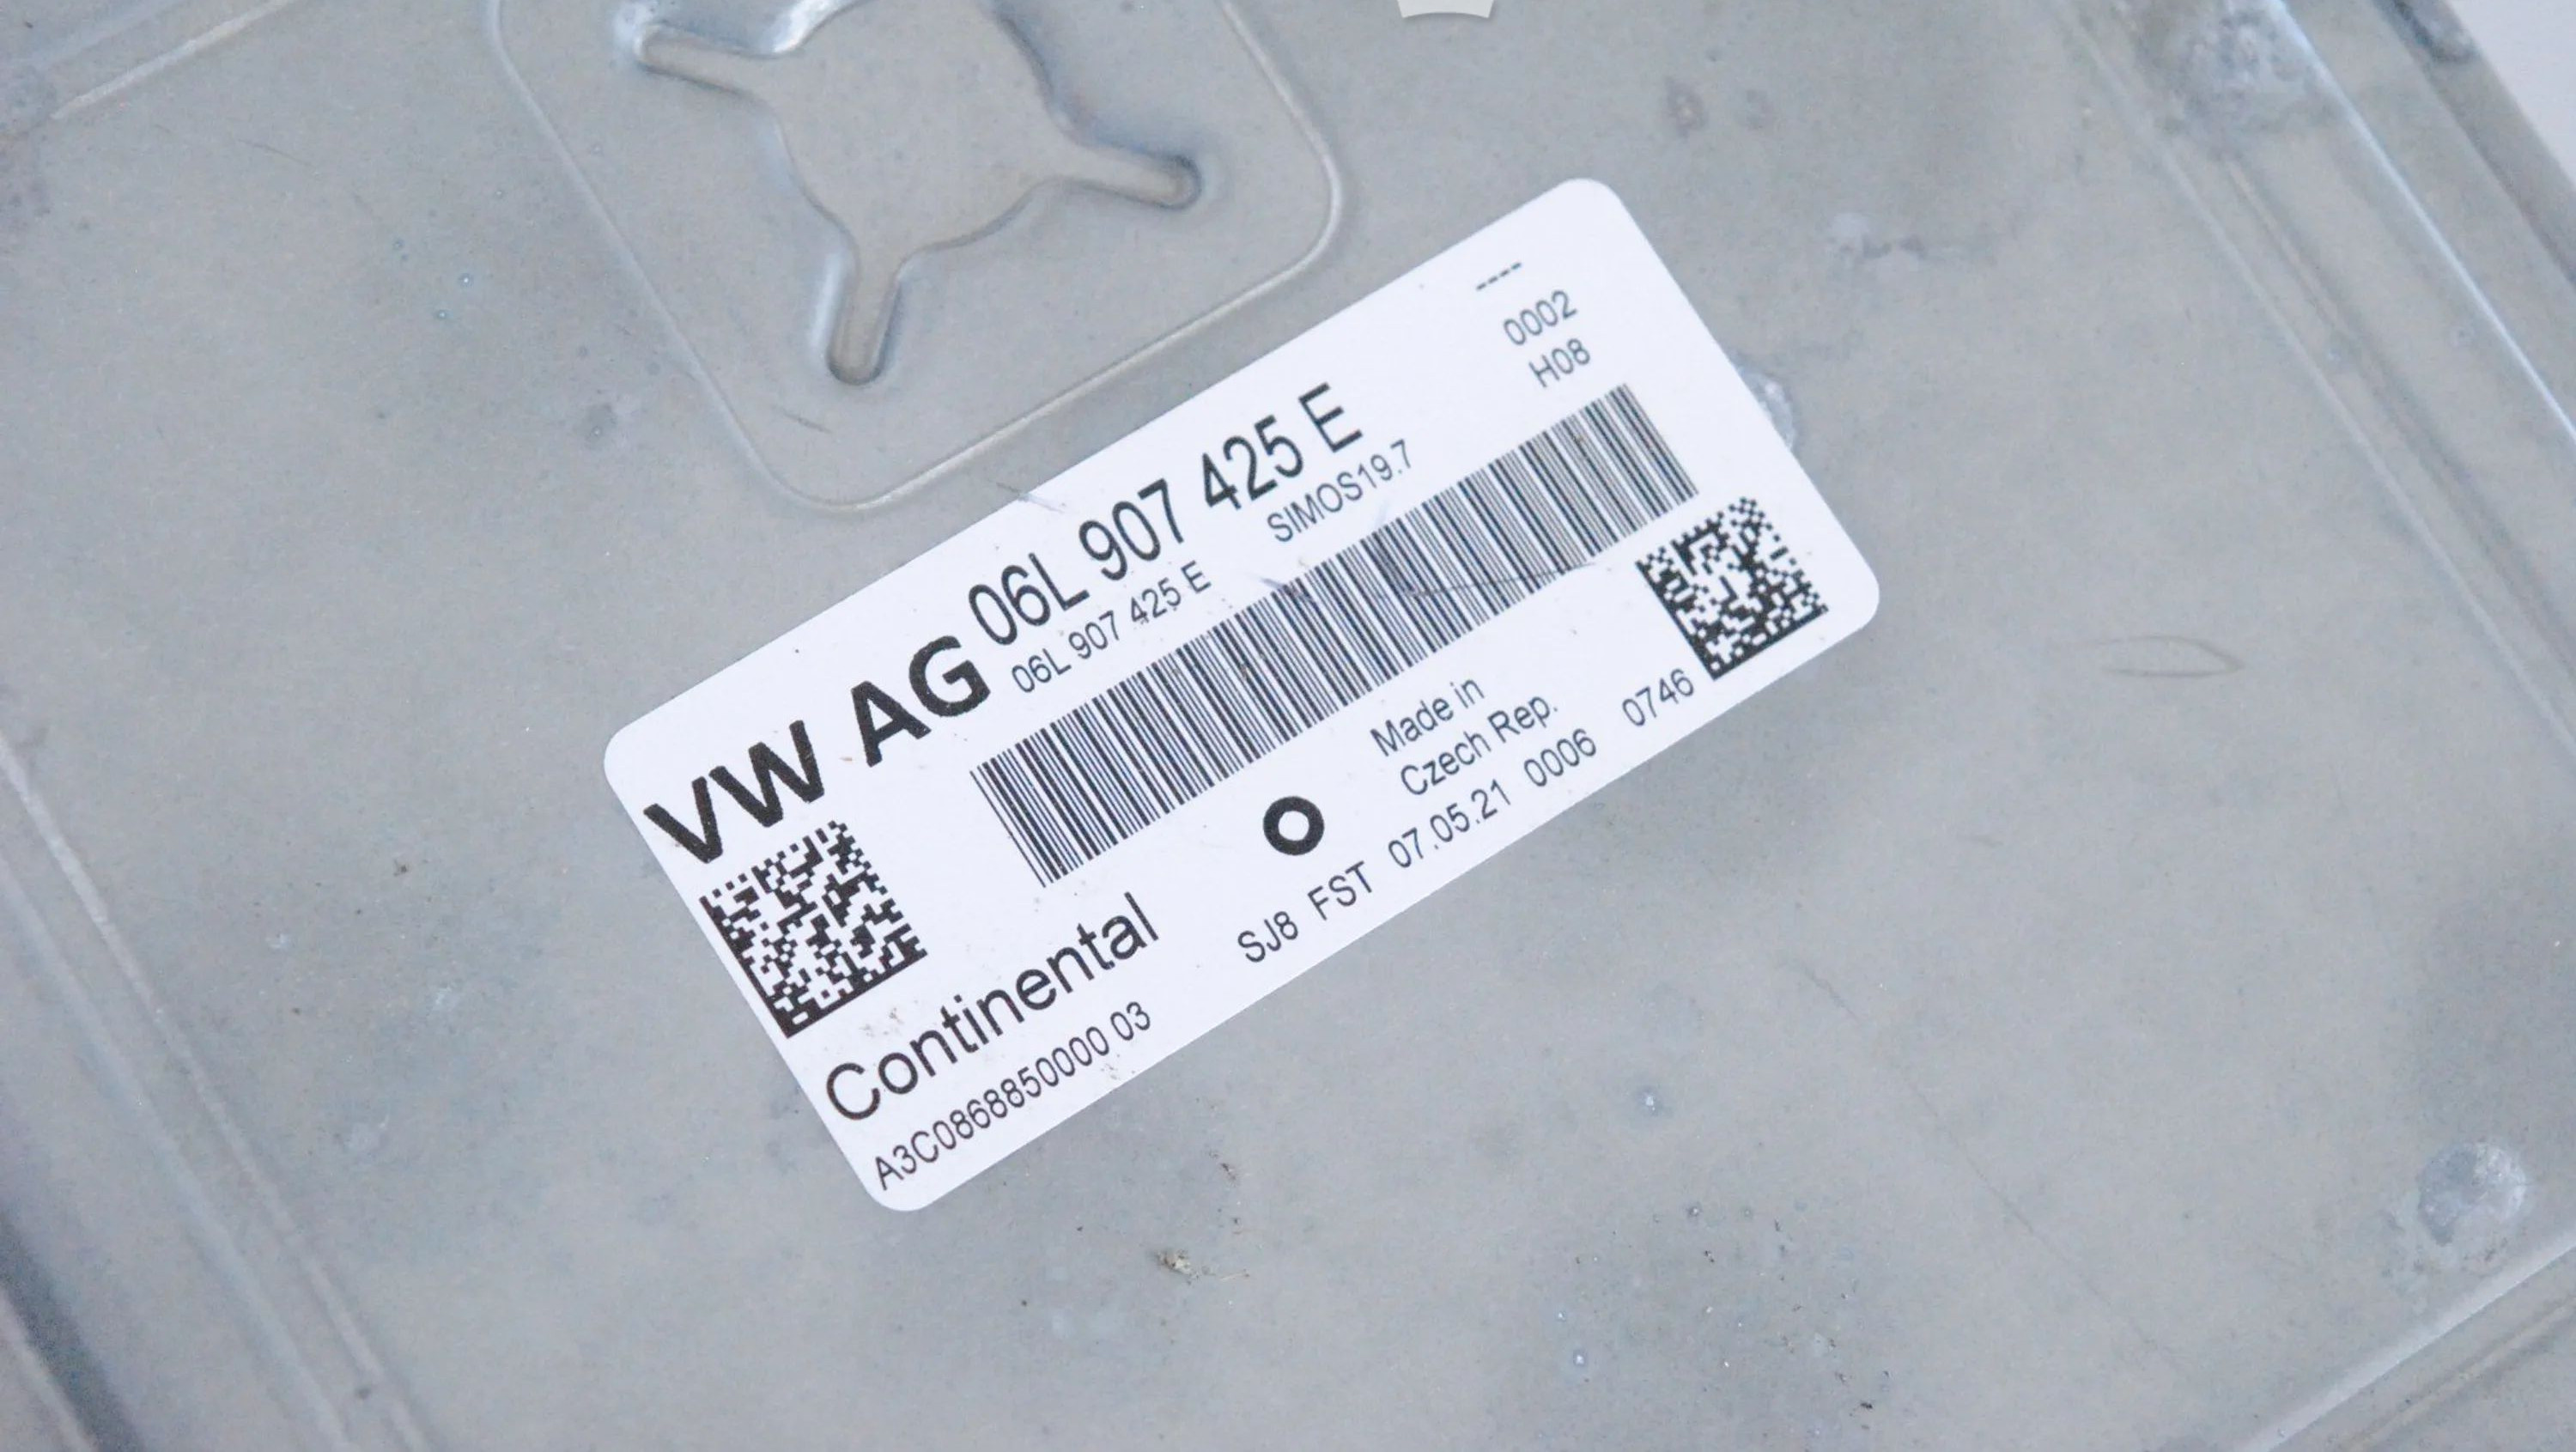 ----
0002
H08
VW AG 06L 907 425 E
06L 907 425 E SIMOS19.7
Made in
Czech Rep.
Continental
SJ8 FST 07.05.21 0006 0746
A3C0868850000 03